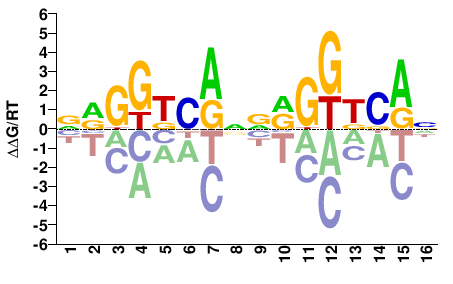 6
5
4
3
2
1
0
-1
-2
-3
-4
-5
-6
ΔΔG/RT
G A T C
A G C T
G T A C
G T C A
T G C A
C T A
A G T C
A
G A C T
A G C T
G T A C
G T A C
T G A C
C G A
A G T C
C A
1 2 3 4 5 6 7 8 9 10 11 12 13 14 15 16